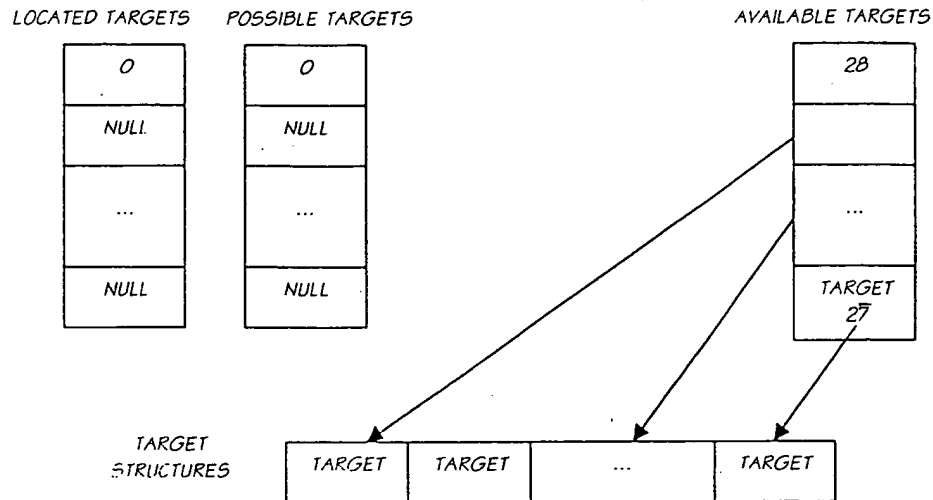 LOCATED TARGETS
POSSIBLE TARGETS
AVAILABLE TARGETS
0
0
28
NULL
NULL
...
...
...
NULL
NULL
TARGET
27
TARGET
STRUCTURES
TARGET
TARGET
...
TARGET